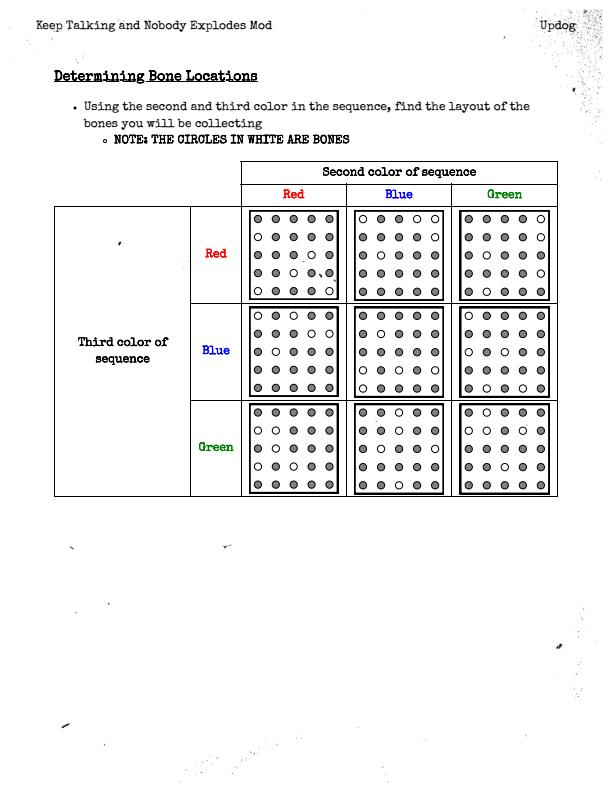 Keep Talking and Nobody Explodes Mod
Updog
Determining Bone Locations
• Using the second and third color in the sequence, find the layout of the
bones you will be collecting
o NOTE: THE CIRCLES IN WHITE ARE BONES
Second color of sequence
Red Blue Green
Red
Third color of
sequence
Blue
Green